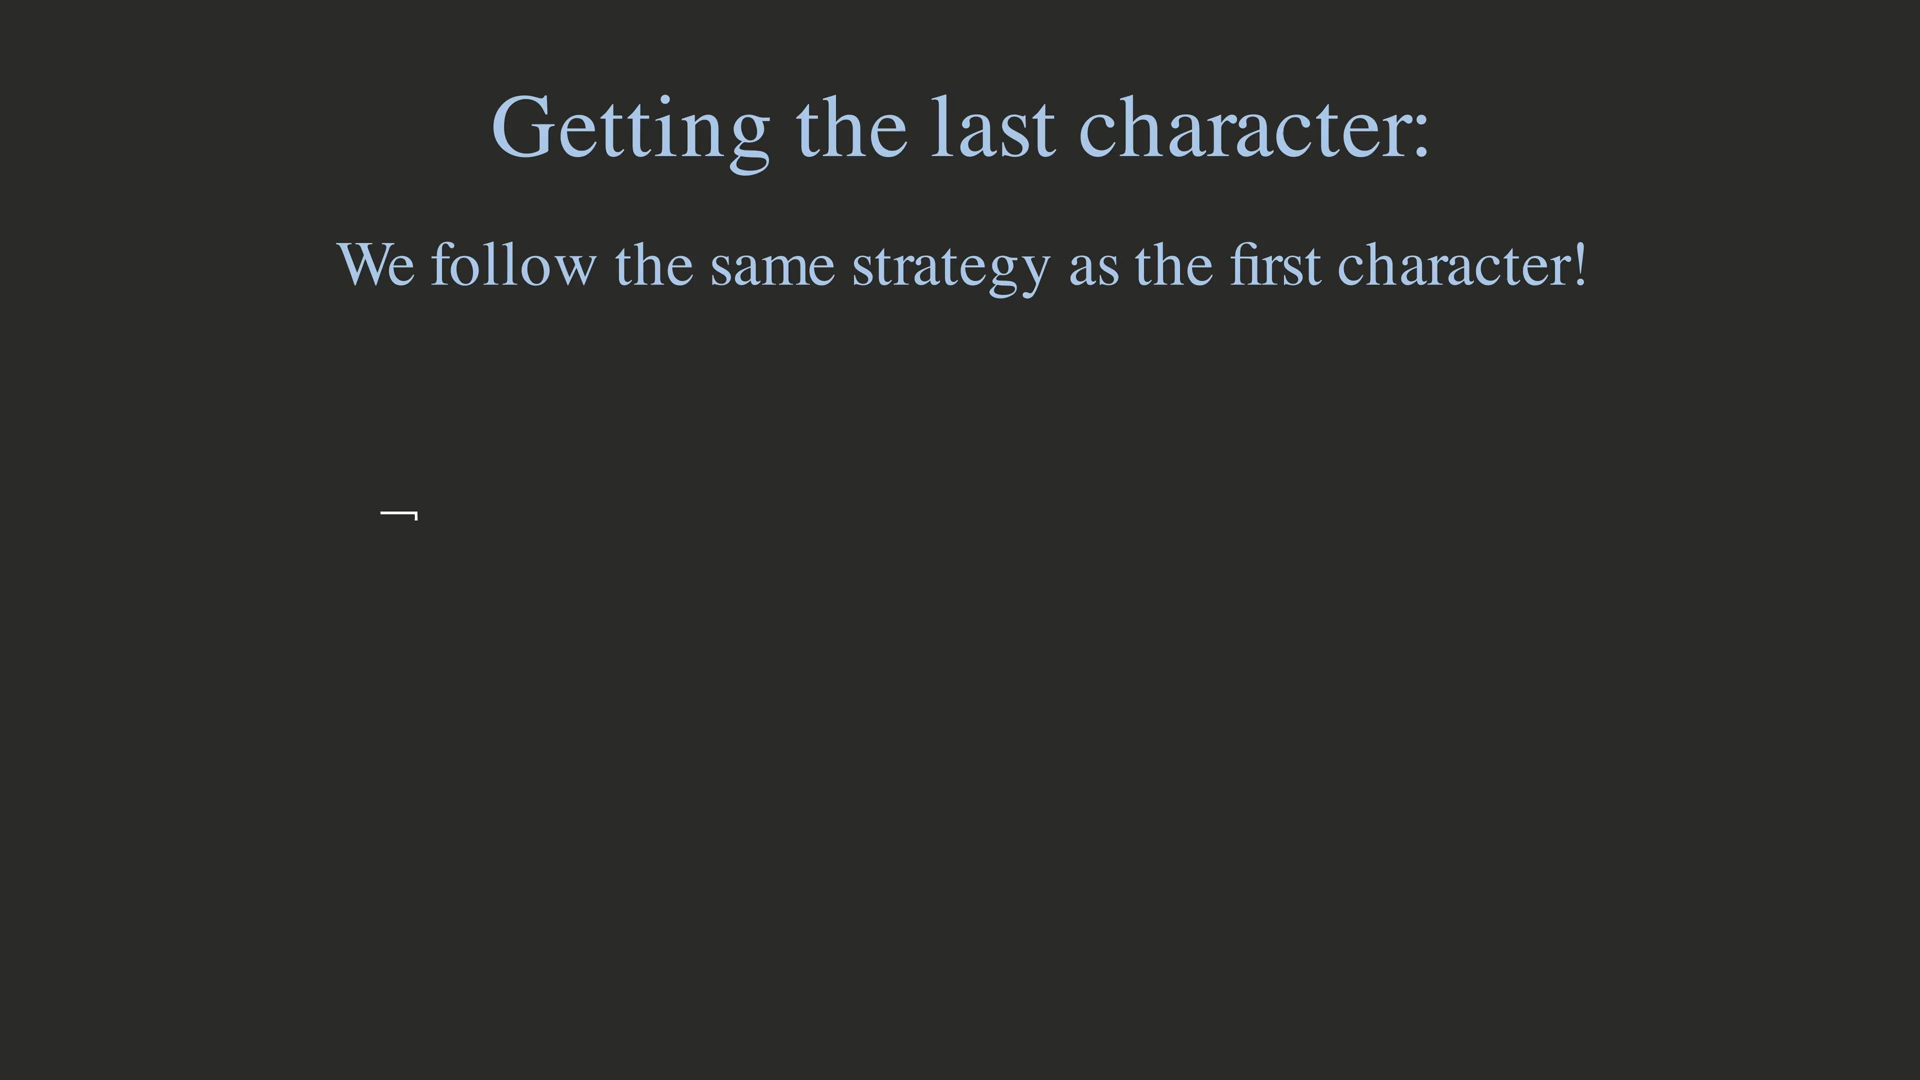 Getting the last character:
We follow the same strategy as the first character!